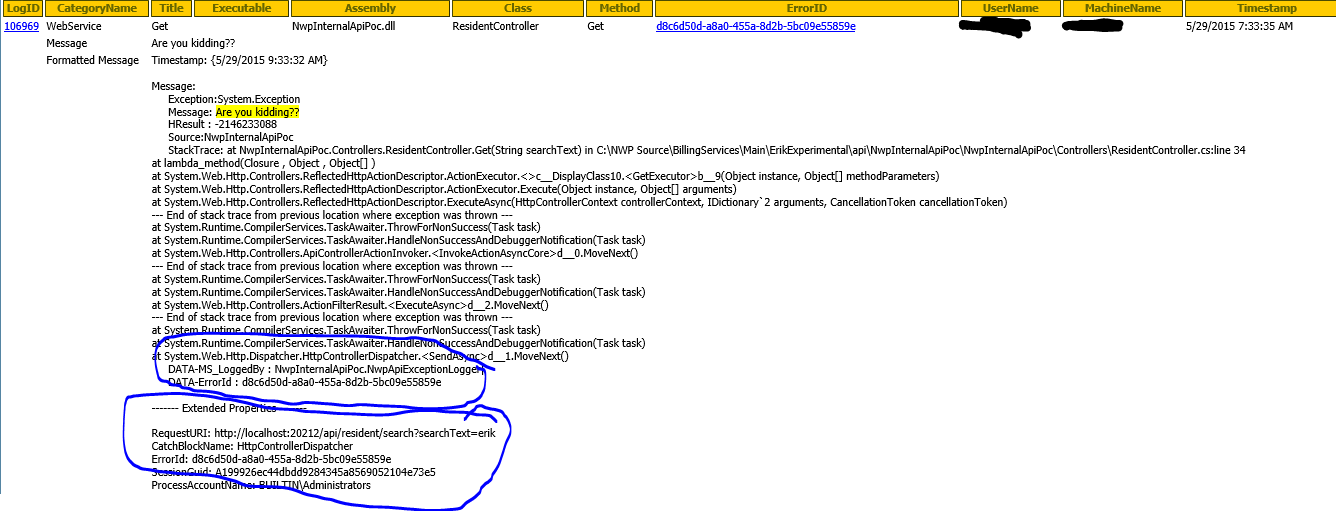 LogID CategoryName Title Executable Assembly Class Method ErrorID UserName MachineName Timestamp
106969 WebService Get NwpInternalApiPoc.dll ResidentController Get d8c6d50d-a8a0-455a-8d2b-5bc09e55859e 5/29/2015 7:33:35 AM
Message Are you kidding??
Formatted Message Timestamp: {5/29/2015 9:33:32 AM}
Message:
Exception:System.Exception
Message: Are you kidding??
HResult : -2146233088
Source:NwpInternalApiPoc
StackTrace: at NwpInternalApiPoc.Controllers.ResidentController.Get(String searchText) in C:\NWP Source\BillingServices\Main\ErikExperimental\api\NwpInternalApiPoc\NwpInternalApiPoc\Controllers\ResidentController.cs:line 34
at lambda_method(Closure , Object , Object[] )
at System.Web.Http.Controllers.ReflectedHttpActionDescriptor.ActionExecutor.<>c__DisplayClass10.<GetExecutor>b__9(Object instance, Object[] methodParameters)
at System.Web.Http.Controllers.ReflectedHttpActionDescriptor.ActionExecutor.Execute(Object instance, Object[] arguments)
at System.Web.Http.Controllers.ReflectedHttpActionDescriptor.ExecuteAsync(HttpControllerContext controllerContext, IDictionary`2 arguments, CancellationToken cancellationToken)
--- End of stack trace from previous location where exception was thrown ---
at System.Runtime.CompilerServices.TaskAwaiter.ThrowForNonSuccess(Task task)
at System.Runtime.CompilerServices.TaskAwaiter.HandleNonSuccessAndDebuggerNotification(Task task)
at System.Web.Http.Controllers.ApiControllerActionInvoker.<InvokeActionAsyncCore>d__0.MoveNext()
--- End of stack trace from previous location where exception was thrown ---
at System.Runtime.CompilerServices.TaskAwaiter.ThrowForNonSuccess(Task task)
at System.Runtime.CompilerServices.TaskAwaiter.HandleNonSuccessAndDebuggerNotification(Task task)
at System.Web.Http.Controllers.ActionFilterResult.<ExecuteAsync>d__2.MoveNext()
--- End of stack trace from previous location where exception was thrown ---
at System.Runtime.CompilerServices.TaskAwaiter.ThrowForNonSuccess(Task task)
at System.Runtime.CompilerServices.TaskAwaiter.HandleNonSuccessAndDebuggerNotification(Task task)
at System.Web.Http.Dispatcher.HttpControllerDispatcher.<SendAsync>d__1.MoveNext()
DATA-MS_LoggedBy : NwpInternalApiPoc.NwpApiExceptionLogger
DATA-ErrorId : d8c6d50d-a8a0-455a-8d2b-5bc09e55859e
------- Extended Properties -------
RequestURI: http://localhost:20212/api/resident/search?searchText=erik
CatchBlockName: HttpControllerDispatcher
ErrorId: d8c6d50d-a8a0-455a-8d2b-5bc09e55859e
SessionGuid: A199926ec44dbdd9284345a8569052104e73e5
ProcessAccountName: BUILTIN\Administrators